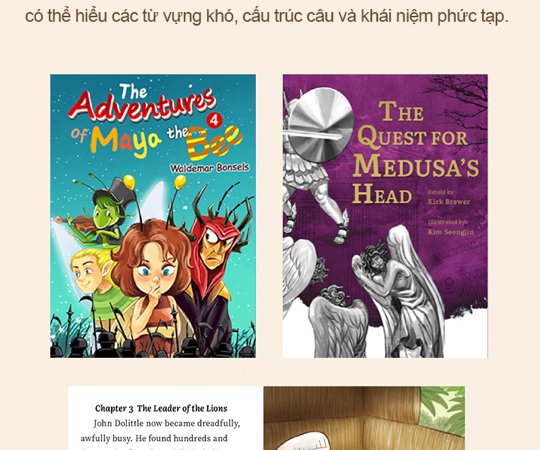 có thể hiểu các từ vựng khó, cấu trúc câu và khái niệm phức tạp.
The
Adventures
of Maya the Bee
4
Waldemar Bonsels
THE
QUEST FOR
MEDUSA'S
HEAD
Retold by
Kirk Brewer
Illustrated by
Kim Seongjin
Chapter 3 The Leader of the Lions
John Dolittle now became dreadfully,
awfully busy. He found hundreds and